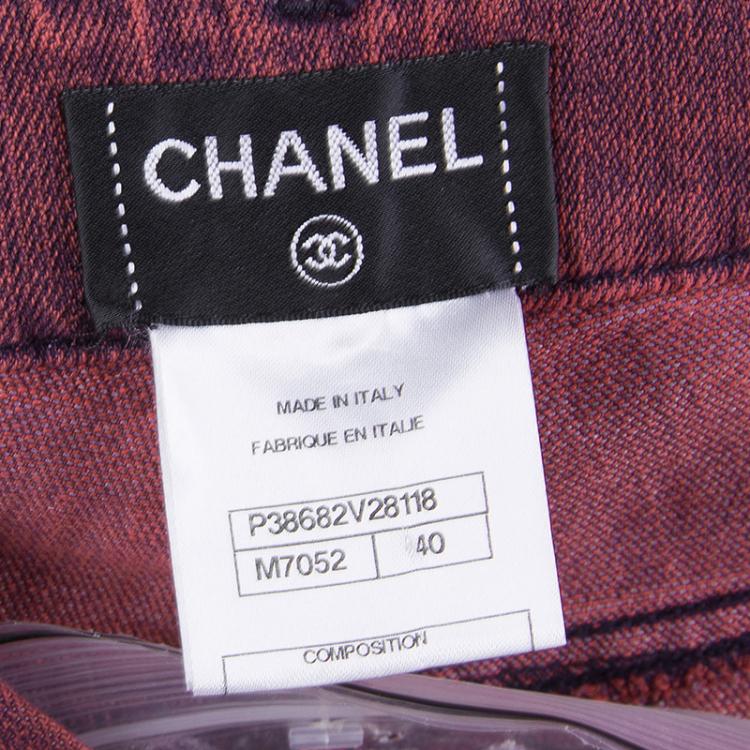 CHANEL
MADE IN ITALY
FABRIQUE EN ITALIE
P38682V28118
M7052 40
COMPOSITION